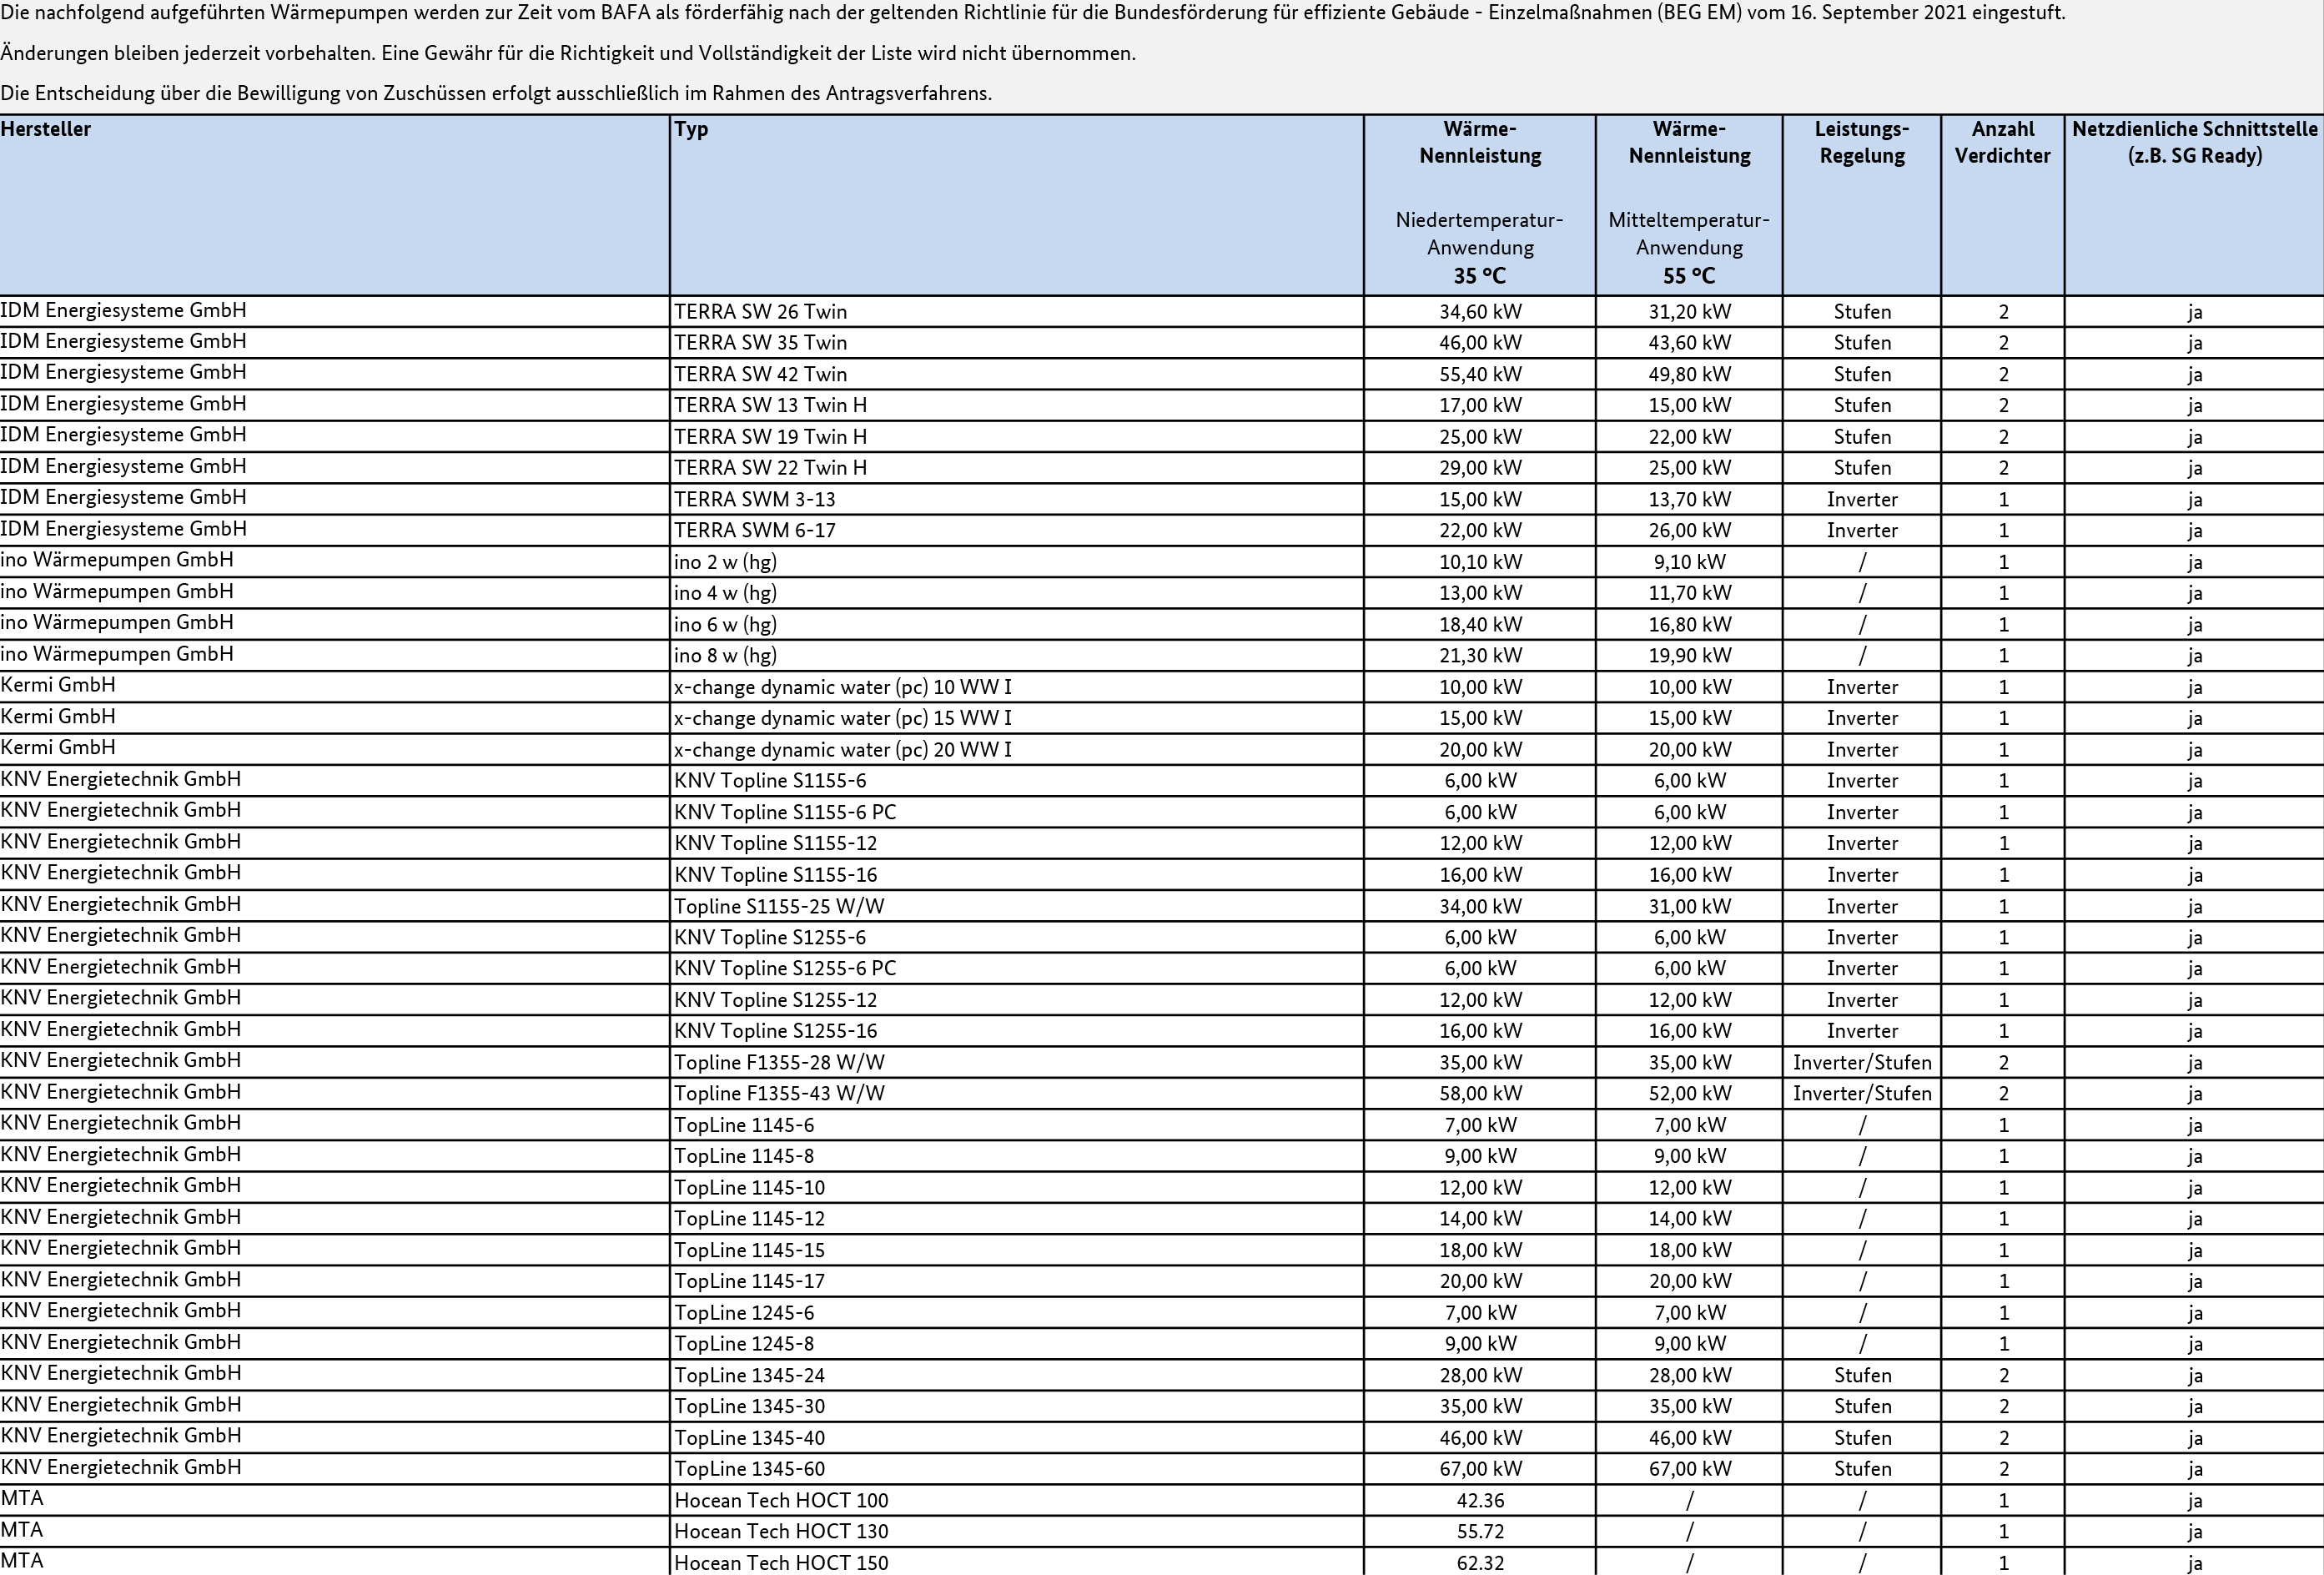 Die nachfolgend aufgeführten Wärmepumpen werden zur Zeit vom BAFA als förderfähig nach der geltenden Richtlinie für die Bundesförderung für effiziente Gebäude - Einzelmaßnahmen (BEG EM) vom 16. September 2021 eingestuft.
Änderungen bleiben jederzeit vorbehalten. Eine Gewähr für die Richtigkeit und Vollständigkeit der Liste wird nicht übernommen.
Die Entscheidung über die Bewilligung von Zuschüssen erfolgt ausschließlich im Rahmen des Antragsverfahrens.
Hersteller Typ Wärme- Wärme- Leistungs- Anzahl Netzdienliche Schnittstelle
Nennleistung Nennleistung Regelung Verdichter (z.B. SG Ready)
Niedertemperatur- Mitteltemperatur-
Anwendung Anwendung
35 °C 55 °C
IDM Energiesysteme GmbH TERRA SW 26 Twin 34,60 kW 31,20 kW Stufen 2 ja
IDM Energiesysteme GmbH TERRA SW 35 Twin 46,00 kW 43,60 kW Stufen 2 ja
IDM Energiesysteme GmbH TERRA SW 42 Twin 55,40 kW 49,80 kW Stufen 2 ja
IDM Energiesysteme GmbH TERRA SW 13 Twin H 17,00 kW 15,00 kW Stufen 2 ja
IDM Energiesysteme GmbH TERRA SW 19 Twin H 25,00 kW 22,00 kW Stufen 2 ja
IDM Energiesysteme GmbH TERRA SW 22 Twin H 29,00 kW 25,00 kW Stufen 2 ja
IDM Energiesysteme GmbH TERRA SWM 3-13 15,00 kW 13,70 kW Inverter 1 ja
IDM Energiesysteme GmbH TERRA SWM 6-17 22,00 kW 26,00 kW Inverter 1 ja
ino Wärmepumpen GmbH ino 2 w (hg) 10,10 kW 9,10 kW / 1 ja
ino Wärmepumpen GmbH ino 4 w (hg) 13,00 kW 11,70 kW / 1 ja
ino Wärmepumpen GmbH ino 6 w (hg) 18,40 kW 16,80 kW / 1 ja
ino Wärmepumpen GmbH ino 8 w (hg) 21,30 kW 19,90 kW / 1 ja
Kermi GmbH x-change dynamic water (pc) 10 WW I 10,00 kW 10,00 kW Inverter 1 ja
Kermi GmbH x-change dynamic water (pc) 15 WW I 15,00 kW 15,00 kW Inverter 1 ja
Kermi GmbH x-change dynamic water (pc) 20 WW I 20,00 kW 20,00 kW Inverter 1 ja
KNV Energietechnik GmbH KNV Topline S1155-6 6,00 kW 6,00 kW Inverter 1 ja
KNV Energietechnik GmbH KNV Topline S1155-6 PC 6,00 kW 6,00 kW Inverter 1 ja
KNV Energietechnik GmbH KNV Topline S1155-12 12,00 kW 12,00 kW Inverter 1 ja
KNV Energietechnik GmbH KNV Topline S1155-16 16,00 kW 16,00 kW Inverter 1 ja
KNV Energietechnik GmbH Topline S1155-25 W/W 34,00 kW 31,00 kW Inverter 1 ja
KNV Energietechnik GmbH KNV Topline S1255-6 6,00 kW 6,00 kW Inverter 1 ja
KNV Energietechnik GmbH KNV Topline S1255-6 PC 6,00 kW 6,00 kW Inverter 1 ja
KNV Energietechnik GmbH KNV Topline S1255-12 12,00 kW 12,00 kW Inverter 1 ja
KNV Energietechnik GmbH KNV Topline S1255-16 16,00 kW 16,00 kW Inverter 1 ja
KNV Energietechnik GmbH Topline F1355-28 W/W 35,00 kW 35,00 kW Inverter/Stufen 2 ja
KNV Energietechnik GmbH Topline F1355-43 W/W 58,00 kW 52,00 kW Inverter/Stufen 2 ja
KNV Energietechnik GmbH TopLine 1145-6 7,00 kW 7,00 kW / 1 ja
KNV Energietechnik GmbH TopLine 1145-8 9,00 kW 9,00 kW / 1 ja
KNV Energietechnik GmbH TopLine 1145-10 12,00 kW 12,00 kW / 1 ja
KNV Energietechnik GmbH TopLine 1145-12 14,00 kW 14,00 kW / 1 ja
KNV Energietechnik GmbH TopLine 1145-15 18,00 kW 18,00 kW / 1 ja
KNV Energietechnik GmbH TopLine 1145-17 20,00 kW 20,00 kW / 1 ja
KNV Energietechnik GmbH TopLine 1245-6 7,00 kW 7,00 kW / 1 ja
KNV Energietechnik GmbH TopLine 1245-8 9,00 kW 9,00 kW / 1 ja
KNV Energietechnik GmbH TopLine 1345-24 28,00 kW 28,00 kW Stufen 2 ja
KNV Energietechnik GmbH TopLine 1345-30 35,00 kW 35,00 kW Stufen 2 ja
KNV Energietechnik GmbH TopLine 1345-40 46,00 kW 46,00 kW Stufen 2 ja
KNV Energietechnik GmbH TopLine 1345-60 67,00 kW 67,00 kW Stufen 2 ja
MTA Hocean Tech HOCT 100 42.36 / / 1 ja
MTA Hocean Tech HOCT 130 55.72 / / 1 ja
MTA Hocean Tech HOCT 150 62.32 / / 1 ja